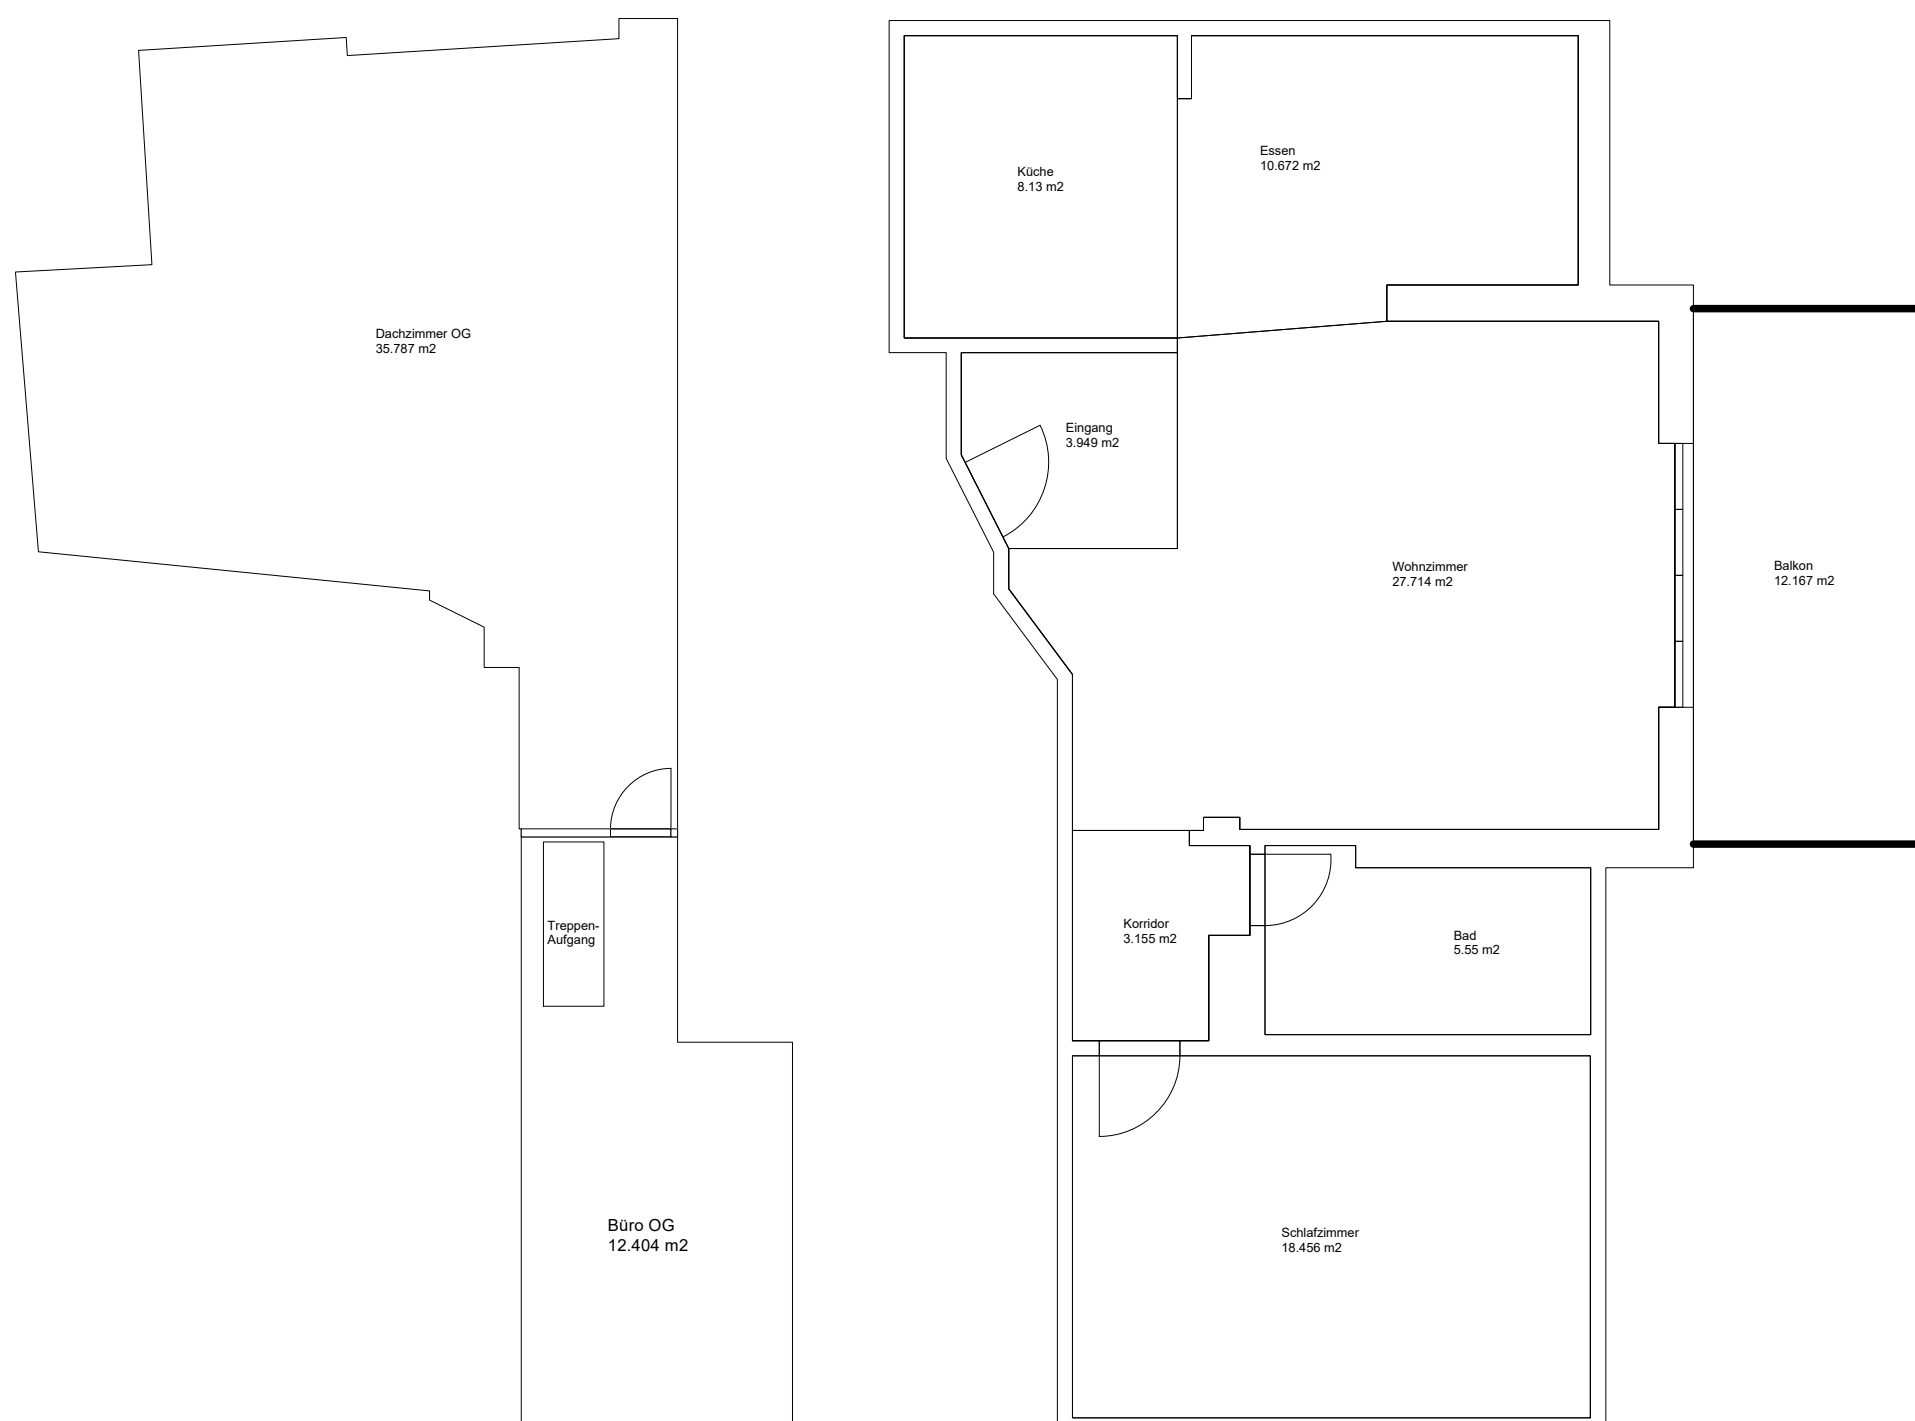 Küche
8.13 m2
Essen
10.672 m2
Dachzimmer OG
35.787 m2
Eingang
3.949 m2
Wohnzimmer
27.714 m2
Balkon
12.167 m2
Treppen-
Aufgang
Korridor
3.155 m2
Bad
5.55 m2
Büro OG
12.404 m2
Schlafzimmer
18.456 m2